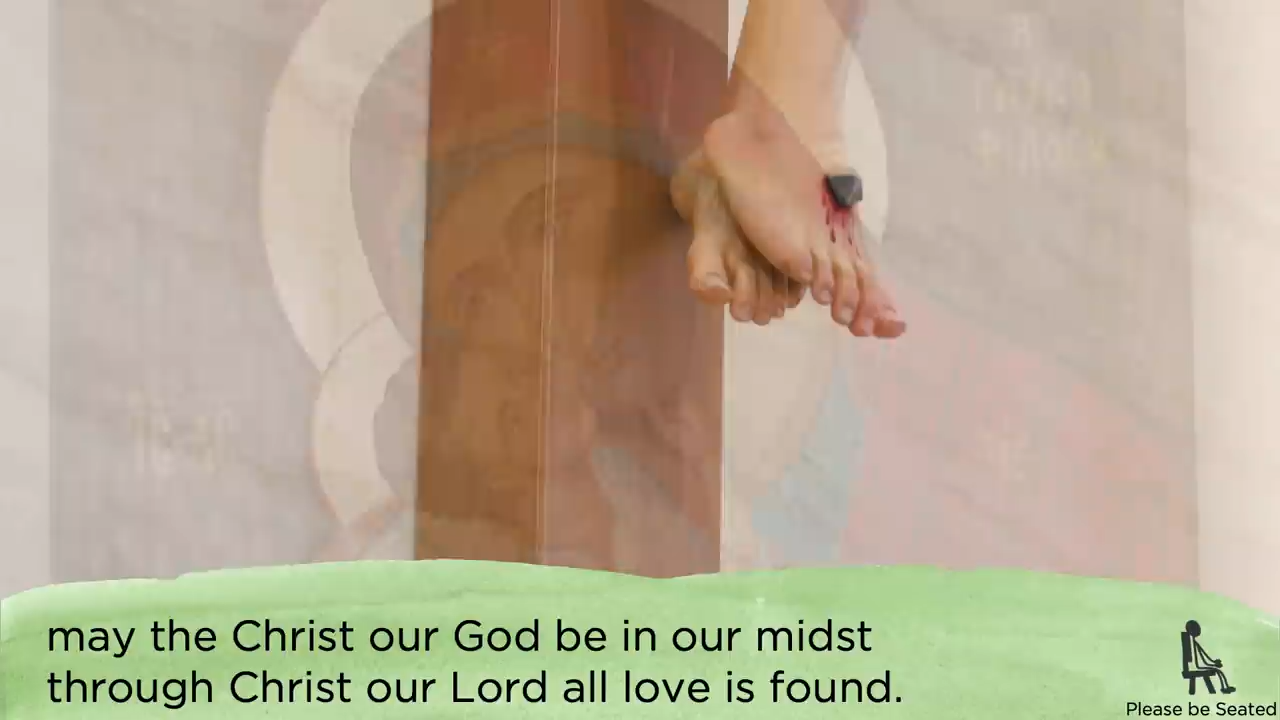 may the Christ our God be in our midst
through Christ our Lord all love is found.
Please be Seated